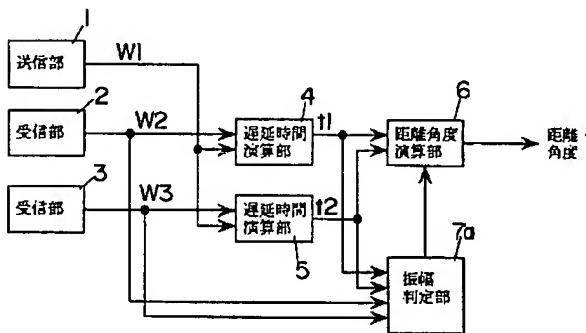 1
送信部
W1
2
受信部
W2
3
受信部
W3
4
遅延時間
演算部
t1
5
遅延時間
演算部
t2
6
距離角度
演算部
距離・
角度
7a
振幅
判定部